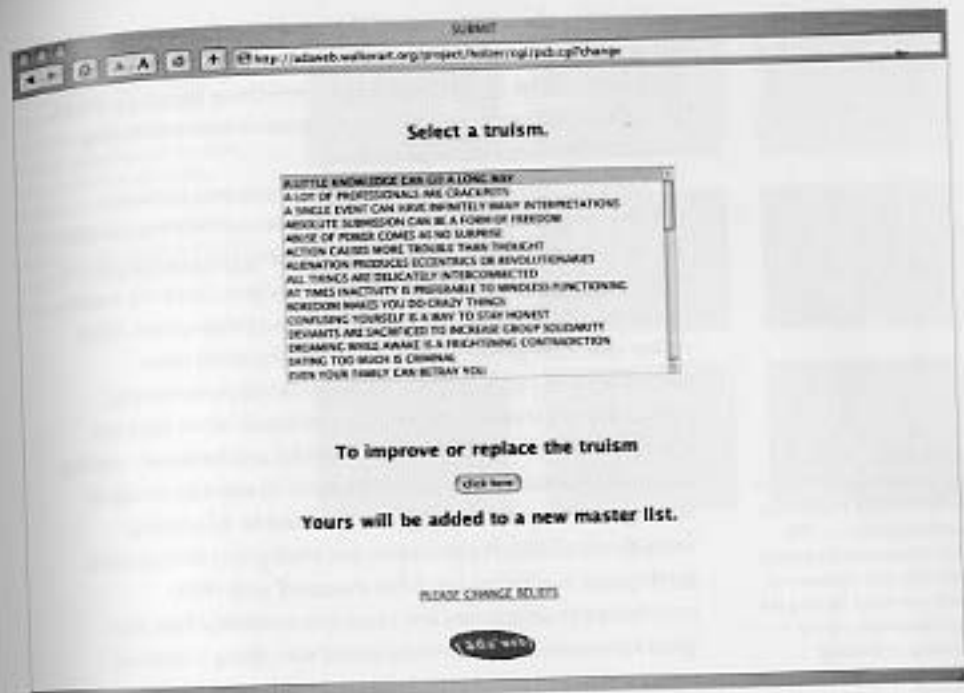 SUBMIT
A A + http://adaweb.walkerart.org/project/holzer/cgi/pcb.cgi?change
Select a truism.
A LITTLE KNOWLEDGE CAN GO A LONG WAY
A LOT OF PROFESSIONALS ARE CRACKPOTS
A SINGLE EVENT CAN HAVE INFINITELY MANY INTERPRETATIONS
ABSOLUTE SUBMISSION CAN BE A FORM OF FREEDOM
ABUSE OF POWER COMES AS NO SURPRISE
ACTION CAUSES MORE TROUBLE THAN THOUGHT
ALIENATION PRODUCES ECCENTRICS OR REVOLUTIONARIES
ALL THINGS ARE DELICATELY INTERCONNECTED
AT TIMES INACTIVITY IS PREFERABLE TO MINDLESS FUNCTIONING
BOREDOM MAKES YOU DO CRAZY THINGS
CONFUSING YOURSELF IS A WAY TO STAY HONEST
DEVIANTS ARE SACRIFICED TO INCREASE GROUP SOLIDARITY
DREAMING WHILE AWAKE IS A FRIGHTENING CONTRADICTION
EATING TOO MUCH IS CRIMINAL
EVEN YOUR FAMILY CAN BETRAY YOU
To improve or replace the truism
click here
Yours will be added to a new master list.
PLEASE CHANGE BELIEFS
ada'web